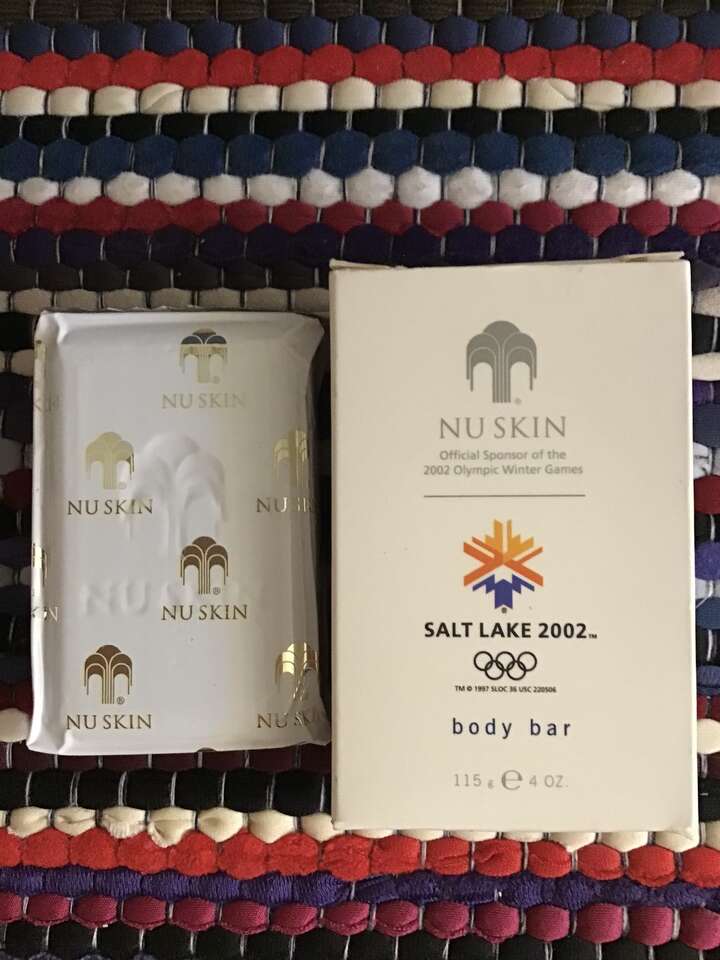 NU SKIN
NU SKIN
NU SKIN
NU SKIN
NU SKIN
NU SK
NU SKIN
®
NU SKIN
Official Sponsor of the
2002 Olympic Winter Games
SALT LAKE 2002™
TM © 1997 SLOC 36 USC 220506
body bar
115 g ℮ 4 OZ.